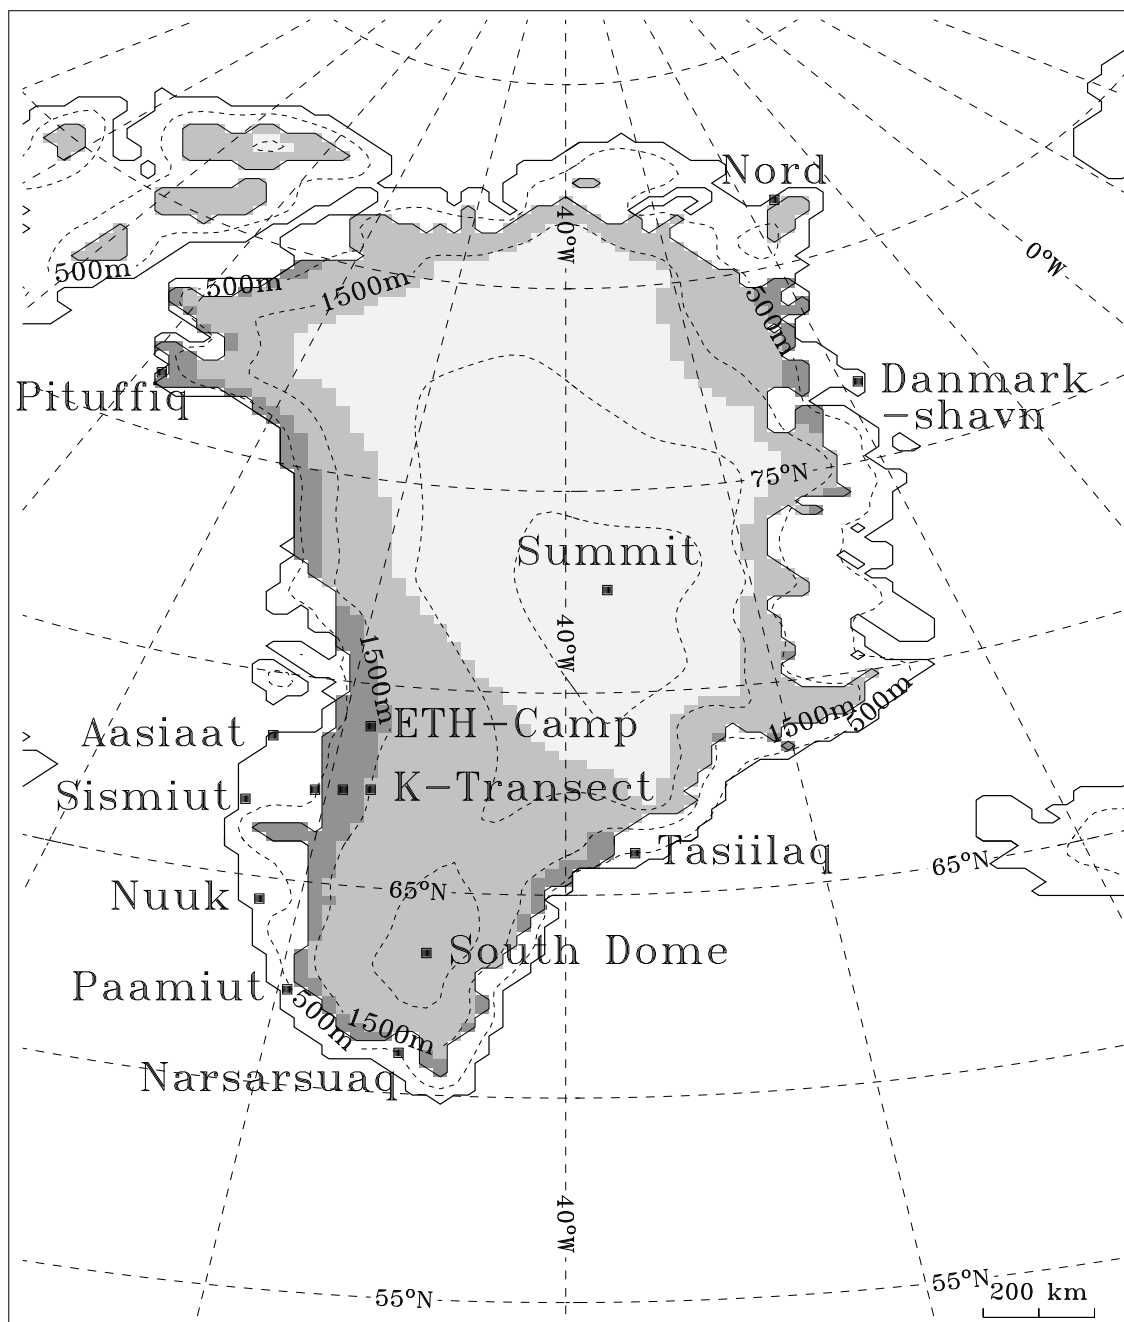 Nord
40°W
0°W
500m
500m
1500m
500m
Pituffiq
Danmark
-shavn
75°N
Summit
40°W
1500m
1500m
500m
Aasiaat
ETH-Camp
Sismiut
K-Transect
Tasiilaq
65°N
65°N
Nuuk
South Dome
Paamiut
500m
1500m
Narsarsuaq
40°W
55°N
55°N
200 km